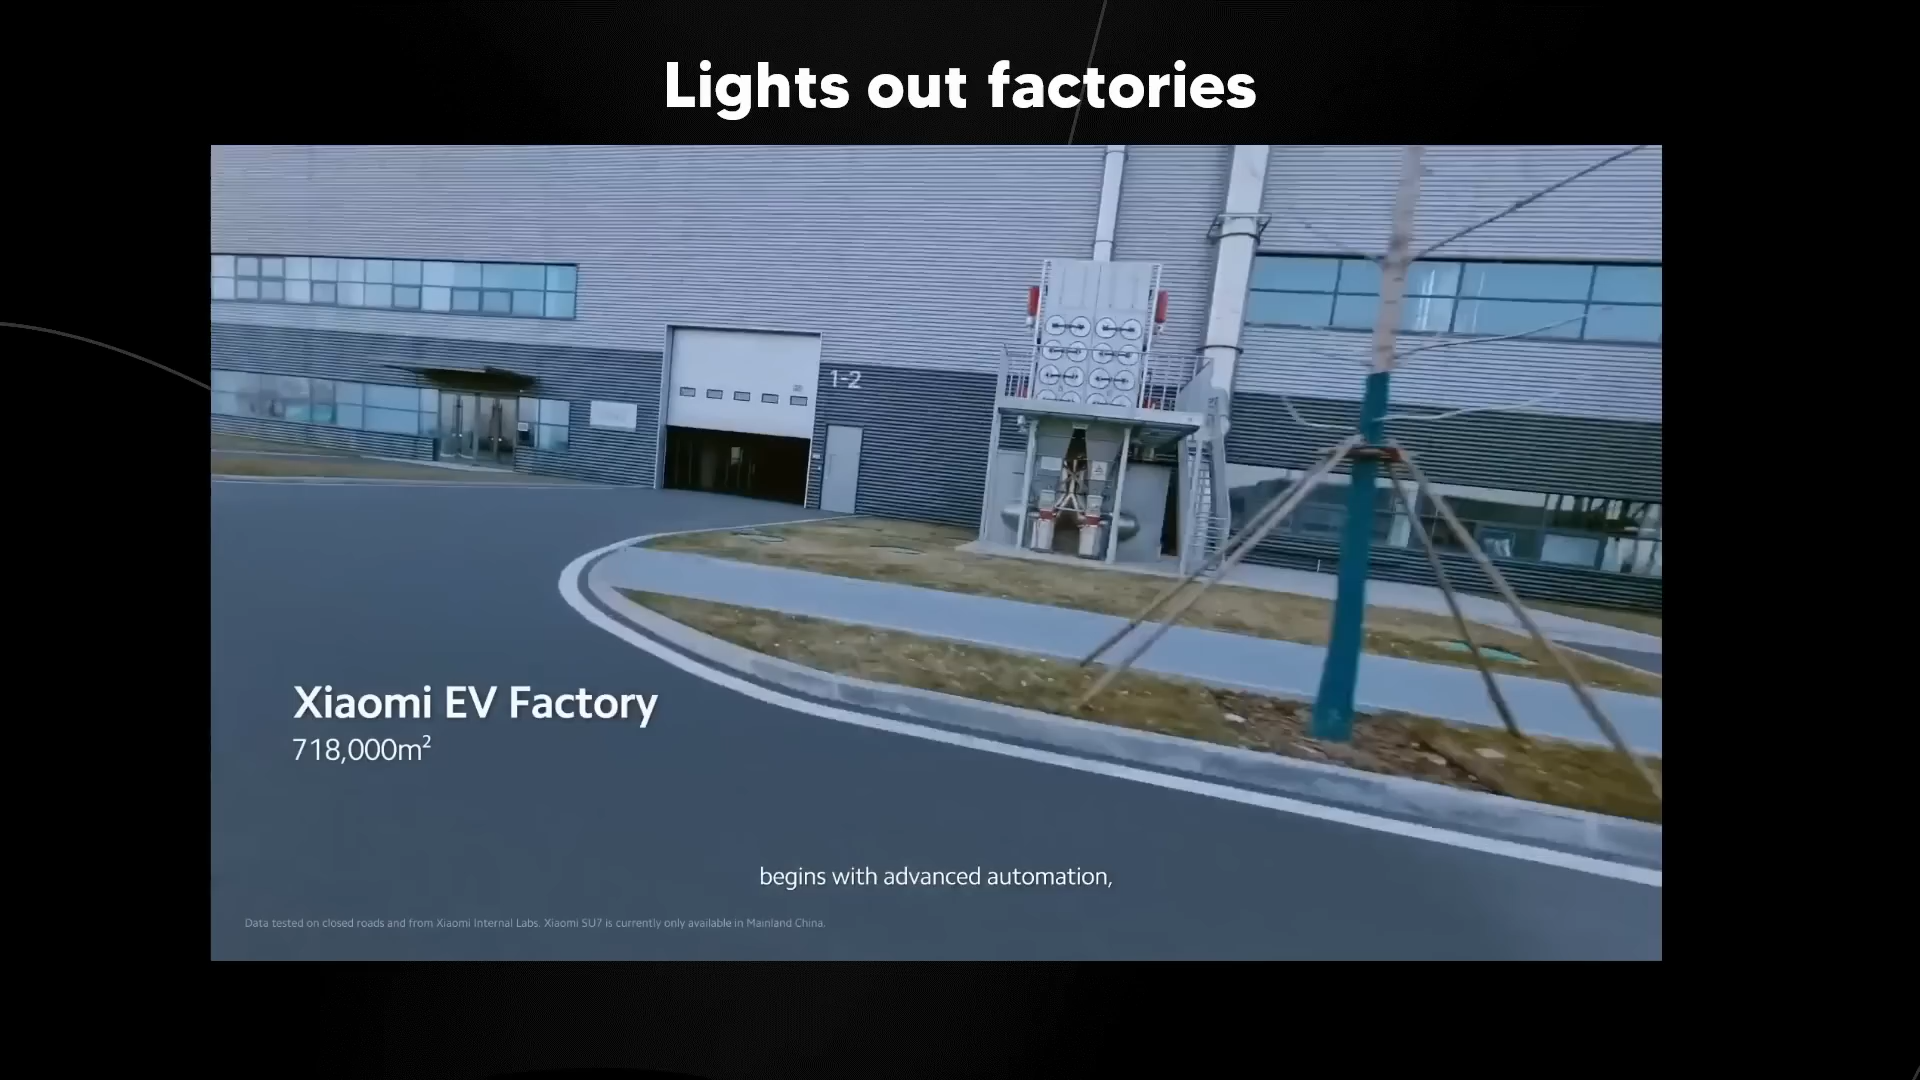 Lights out factories
1-2
Xiaomi EV Factory
718,000m²
begins with advanced automation,
Data tested on closed roads and from Xiaomi Internal Labs. Xiaomi SU7 is currently only available in Mainland China.